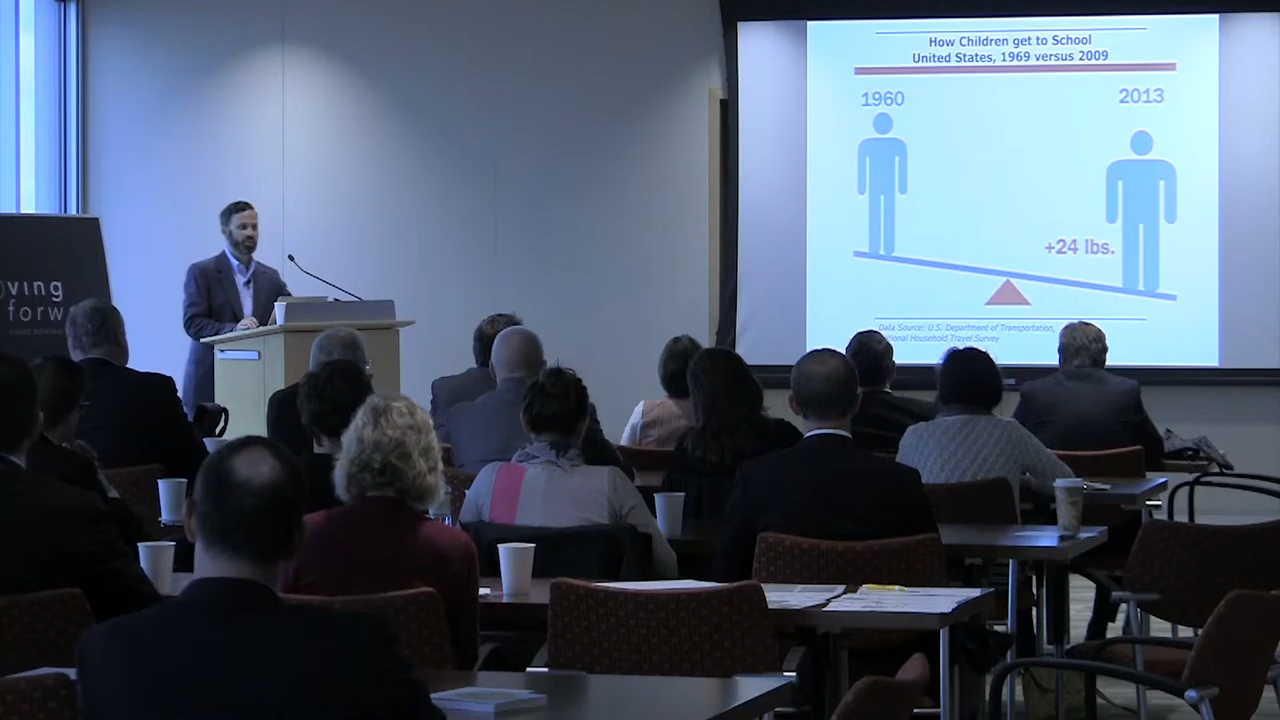 How Children get to School
United States, 1969 versus 2009
1960
2013
+24 lbs.
Data Source: U.S. Department of Transportation,
ional Household Travel Survey
ving
forw